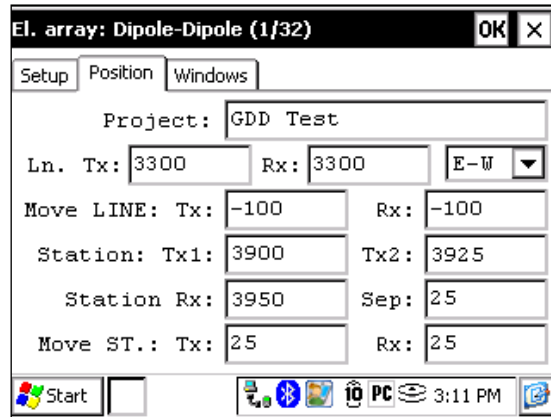 El. array: Dipole-Dipole (1/32) OK ×
Setup Position Windows
Project: GDD Test
Ln. Tx: 3300 Rx: 3300 E-W
Move LINE: Tx: -100 Rx: -100
Station: Tx1: 3900 Tx2: 3925
Station Rx: 3950 Sep: 25
Move ST.: Tx: 25 Rx: 25
Start PC 3:11 PM